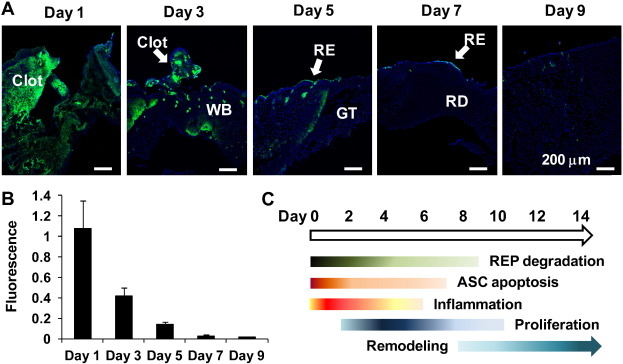 A
Day 1 Day 3 Day 5 Day 7 Day 9
Clot Clot WB RE GT RE RD 200 μm
B
Fluorescence
1.4
1.2
1
0.8
0.6
0.4
0.2
0
Day 1 Day 3 Day 5 Day 7 Day 9
C
Day 0 2 4 6 8 10 12 14
REP degradation
ASC apoptosis
Inflammation
Proliferation
Remodeling